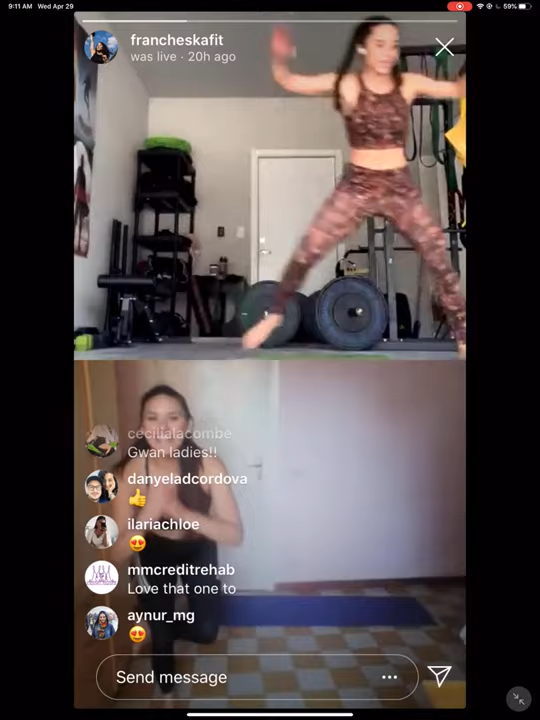 9:11 AM Wed Apr 29
59%
francheskafit
was live · 20h ago
cecilialacombe
Gwan ladies!!
danyeladcordova
👍
ilariachloe
😍
mmcreditrehab
Love that one to
aynur_mg
😍
Send message